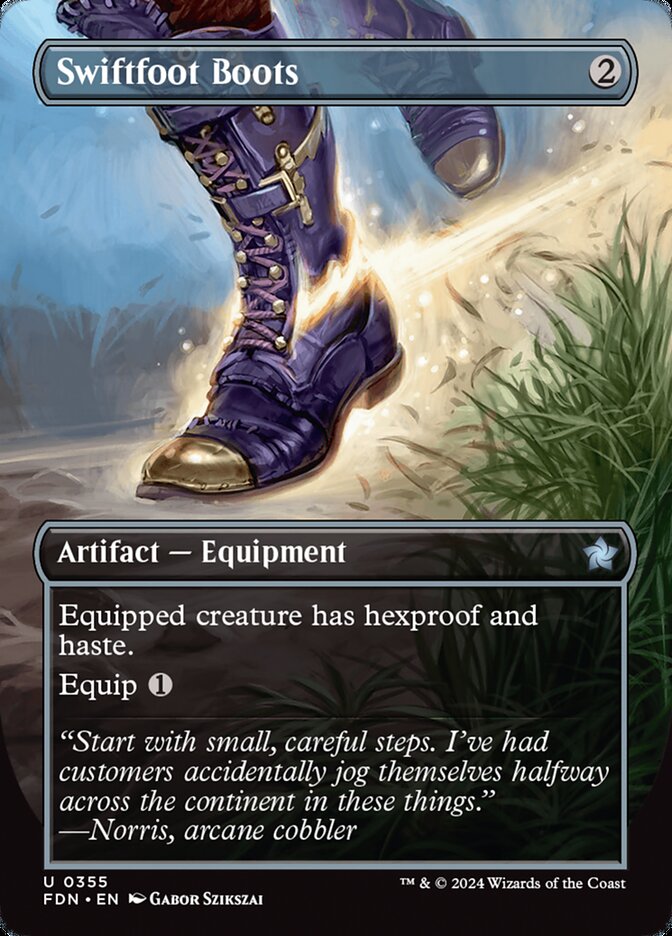 Swiftfoot Boots 2
Artifact — Equipment
Equipped creature has hexproof and
haste.
Equip 1
“Start with small, careful steps. I’ve had
customers accidentally jog themselves halfway
across the continent in these things.”
—Norris, arcane cobbler
U 0355
FDN • EN Gabor Szikszai
™ & © 2024 Wizards of the Coast